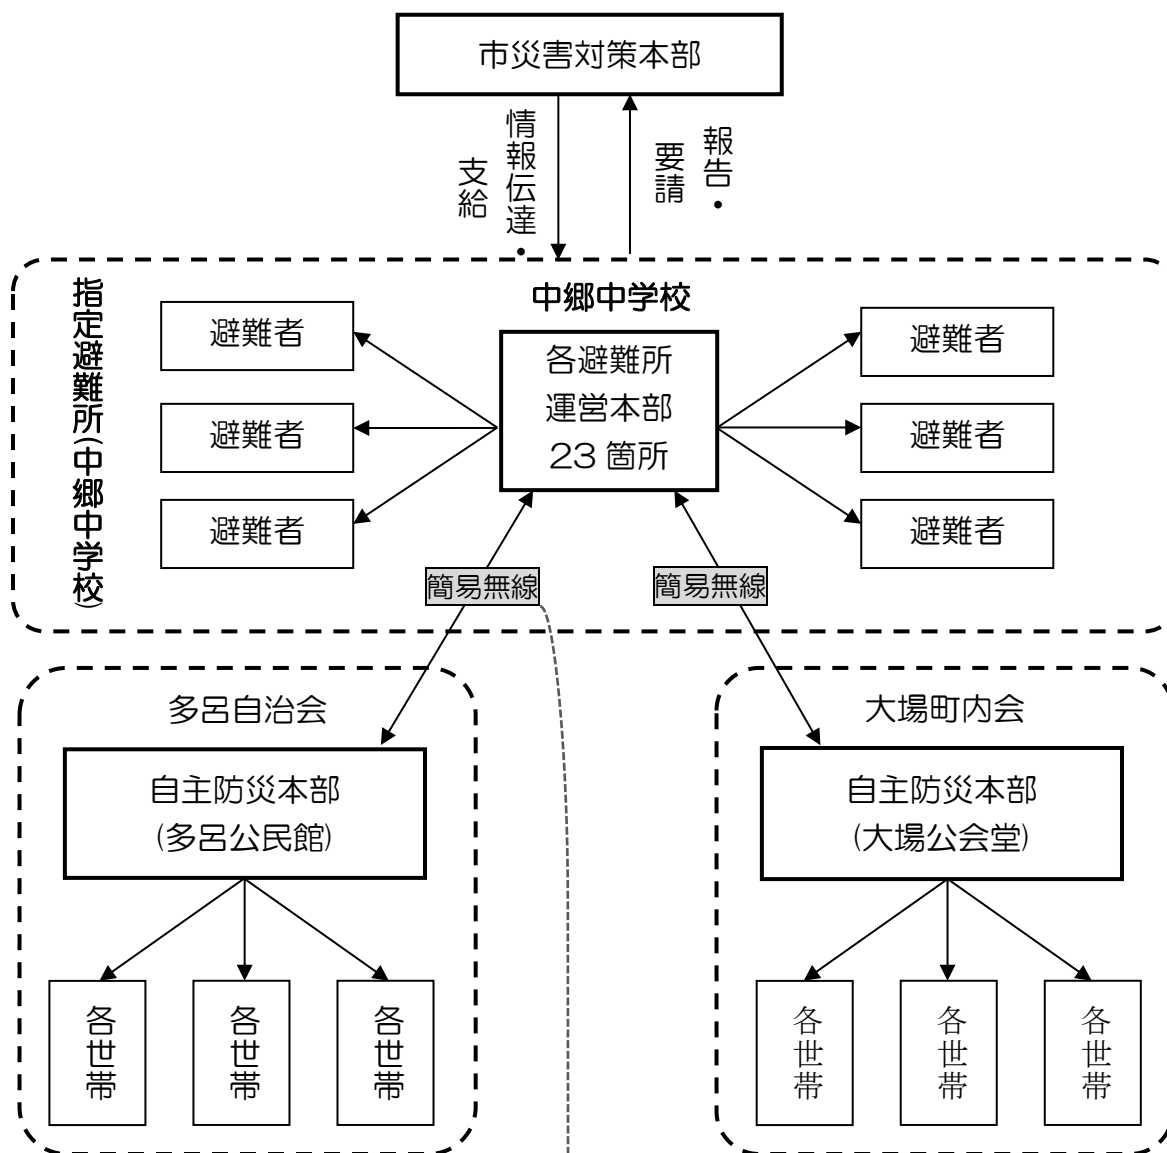 市災害対策本部
情報伝達・
支給
報告・
要請
指定避難所(中郷中学校)
中郷中学校
避難者
避難者
避難者
各避難所
運営本部
23箇所
避難者
避難者
避難者
簡易無線
簡易無線
多呂自治会
自主防災本部
(多呂公民館)
各世帯
各世帯
各世帯
大場町内会
自主防災本部
(大場公会堂)
各世帯
各世帯
各世帯